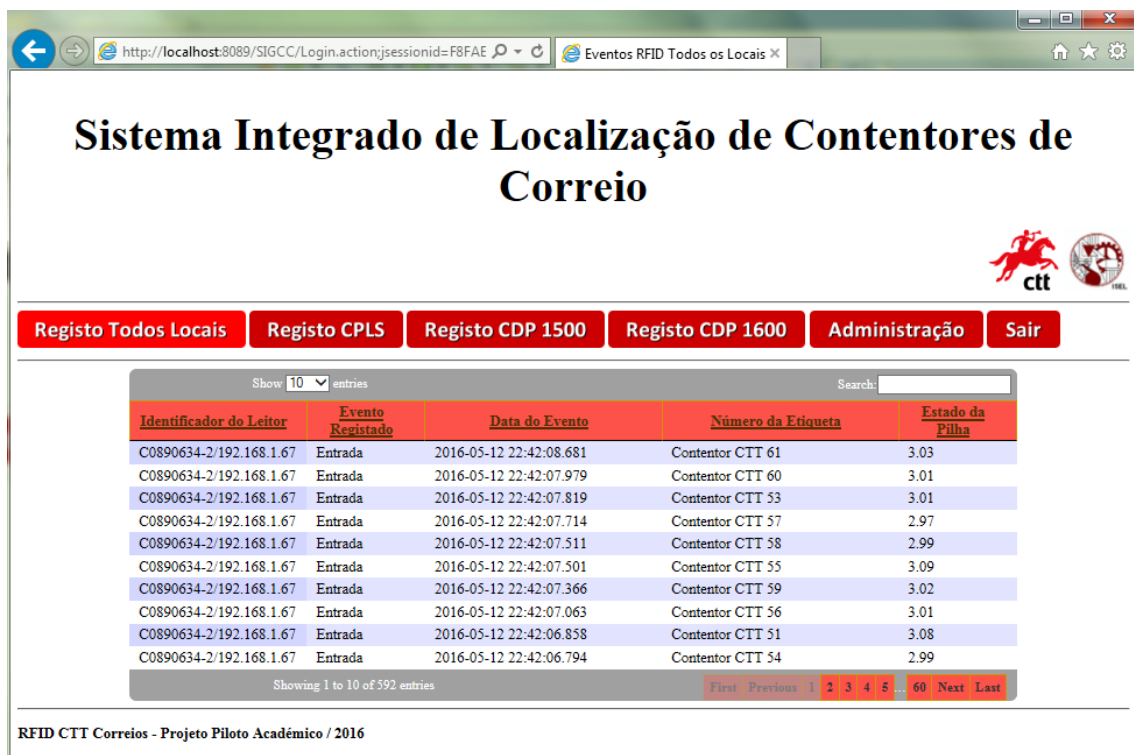 http://localhost:8089/SIGCC/Login.action;jsessionid=F8FAE
Eventos RFID Todos os Locais
Sistema Integrado de Localização de Contentores de
Correio
ctt
ISEL
Registo Todos Locais Registo CPLS Registo CDP 1500 Registo CDP 1600 Administração Sair
Show 10 entries Search:
Identificador do Leitor Evento Registado Data do Evento Número da Etiqueta Estado da Pilha
C0890634-2/192.168.1.67 Entrada 2016-05-12 22:42:08.681 Contentor CTT 61 3.03
C0890634-2/192.168.1.67 Entrada 2016-05-12 22:42:07.979 Contentor CTT 60 3.01
C0890634-2/192.168.1.67 Entrada 2016-05-12 22:42:07.819 Contentor CTT 53 3.01
C0890634-2/192.168.1.67 Entrada 2016-05-12 22:42:07.714 Contentor CTT 57 2.97
C0890634-2/192.168.1.67 Entrada 2016-05-12 22:42:07.511 Contentor CTT 58 2.99
C0890634-2/192.168.1.67 Entrada 2016-05-12 22:42:07.501 Contentor CTT 55 3.09
C0890634-2/192.168.1.67 Entrada 2016-05-12 22:42:07.366 Contentor CTT 59 3.02
C0890634-2/192.168.1.67 Entrada 2016-05-12 22:42:07.063 Contentor CTT 56 3.01
C0890634-2/192.168.1.67 Entrada 2016-05-12 22:42:06.858 Contentor CTT 51 3.08
C0890634-2/192.168.1.67 Entrada 2016-05-12 22:42:06.794 Contentor CTT 54 2.99
Showing 1 to 10 of 592 entries First Previous 1 2 3 4 5 ... 60 Next Last
RFID CTT Correios - Projeto Piloto Académico / 2016